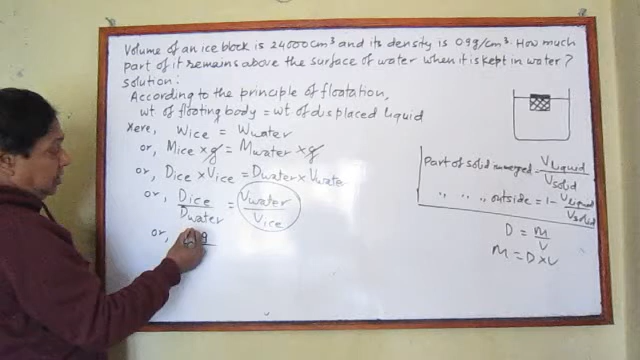 Volume of an ice block is 24000cm³ and its density is 0.9g/cm³. How much
part of it remains above the surface of water when it is kept in water?
solution:
According to the principle of floatation,
wt of floating body = wt of displaced liquid
Here, Wice = Wwater
or, Mice × g = Mwater × g
or, Dice × Vice = Dwater × Vwater
or, Dice/Dwater = Vwater/Vice
or,
Part of solid immerged = Vliquid/Vsolid
,, ,, ,, outside = 1 - Vliquid/Vsolid
D = M/V
M = D × V